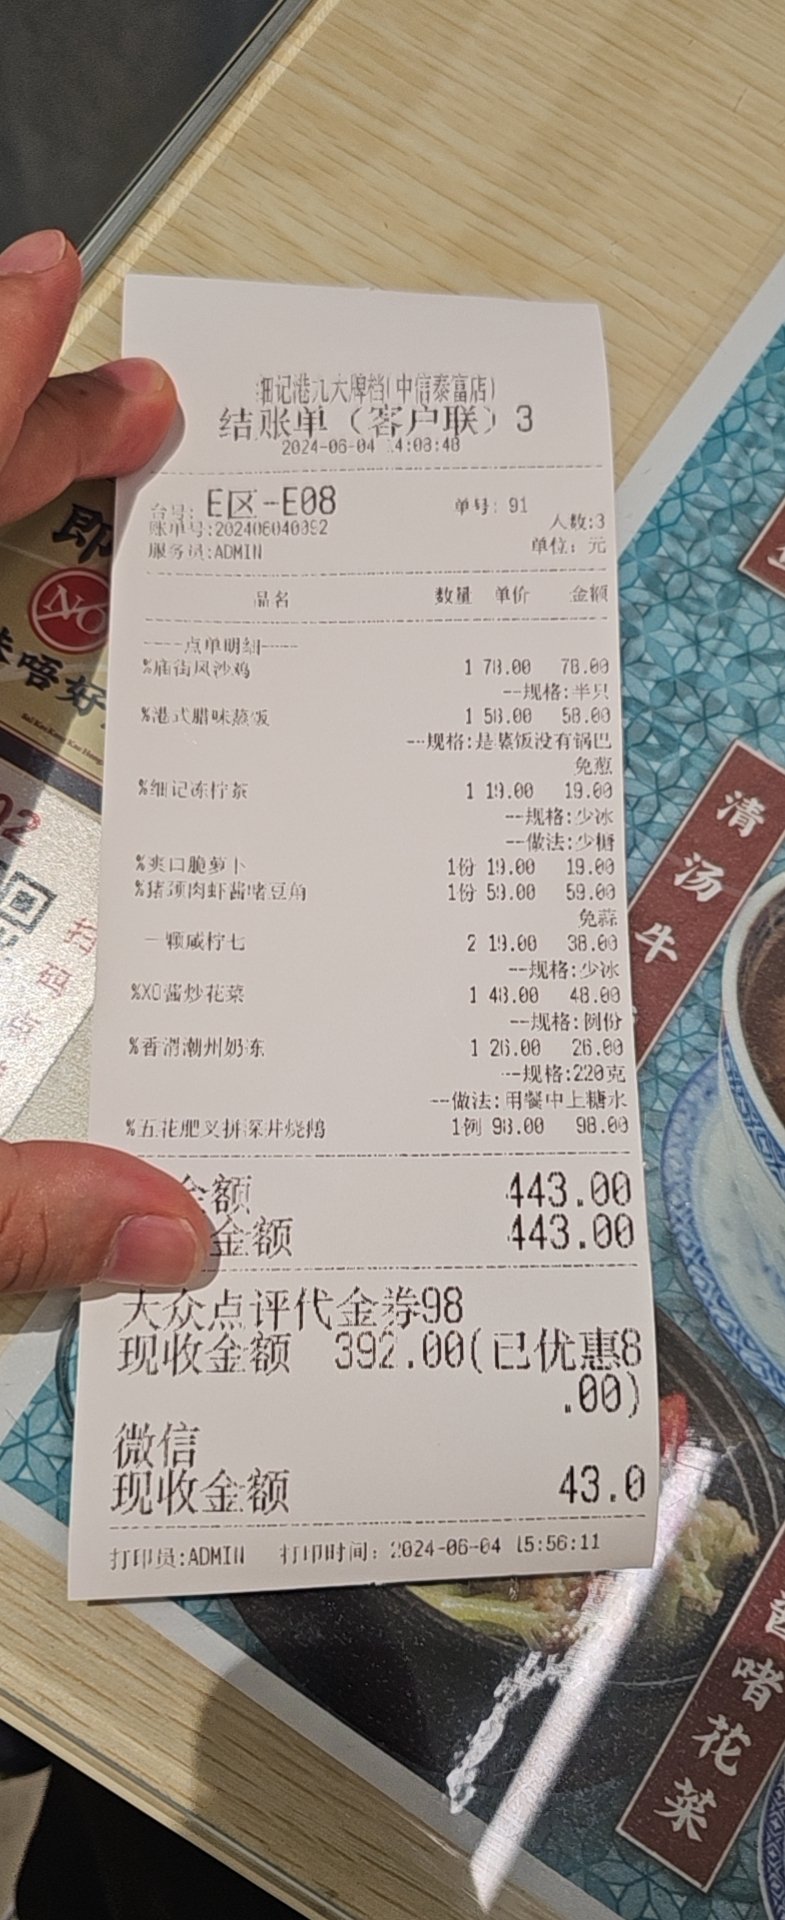 细记港九大牌档(中信泰富店)
结账单（客户联）3
2024-06-04 14:08:48
台号: E区-E08 单号: 91
账单号:202406040092 人数:3
服务员:ADMIN 单位: 元
品名 数量 单价 金额
----点单明细----
%庙街风沙鸡 1 78.00 78.00
--规格:半只
%港式腊味蒸饭 1 58.00 58.00
--规格:是蒸饭没有锅巴
免葱
%细记冻柠茶 1 19.00 19.00
--规格:少冰
--做法:少糖
%爽口脆萝卜 1份 19.00 19.00
%猪颈肉虾酱啫豆角 1份 59.00 59.00
免蒜
一颗咸柠七 2 19.00 38.00
--规格:少冰
%XO酱炒花菜 1 48.00 48.00
--规格:例份
%香滑潮州奶冻 1 26.00 26.00
--规格:220克
--做法:用餐中上糖水
%五花肥叉拼深井烧鹅 1例 98.00 98.00
金额 443.00
金额 443.00
大众点评代金券98
现收金额 392.00(已优惠8
.00)
微信
现收金额 43.0
打印员:ADMIN 打印时间: 2024-06-04 15:56:11
即
NO
唔好
02
扫
码
点
清汤牛
啫花菜